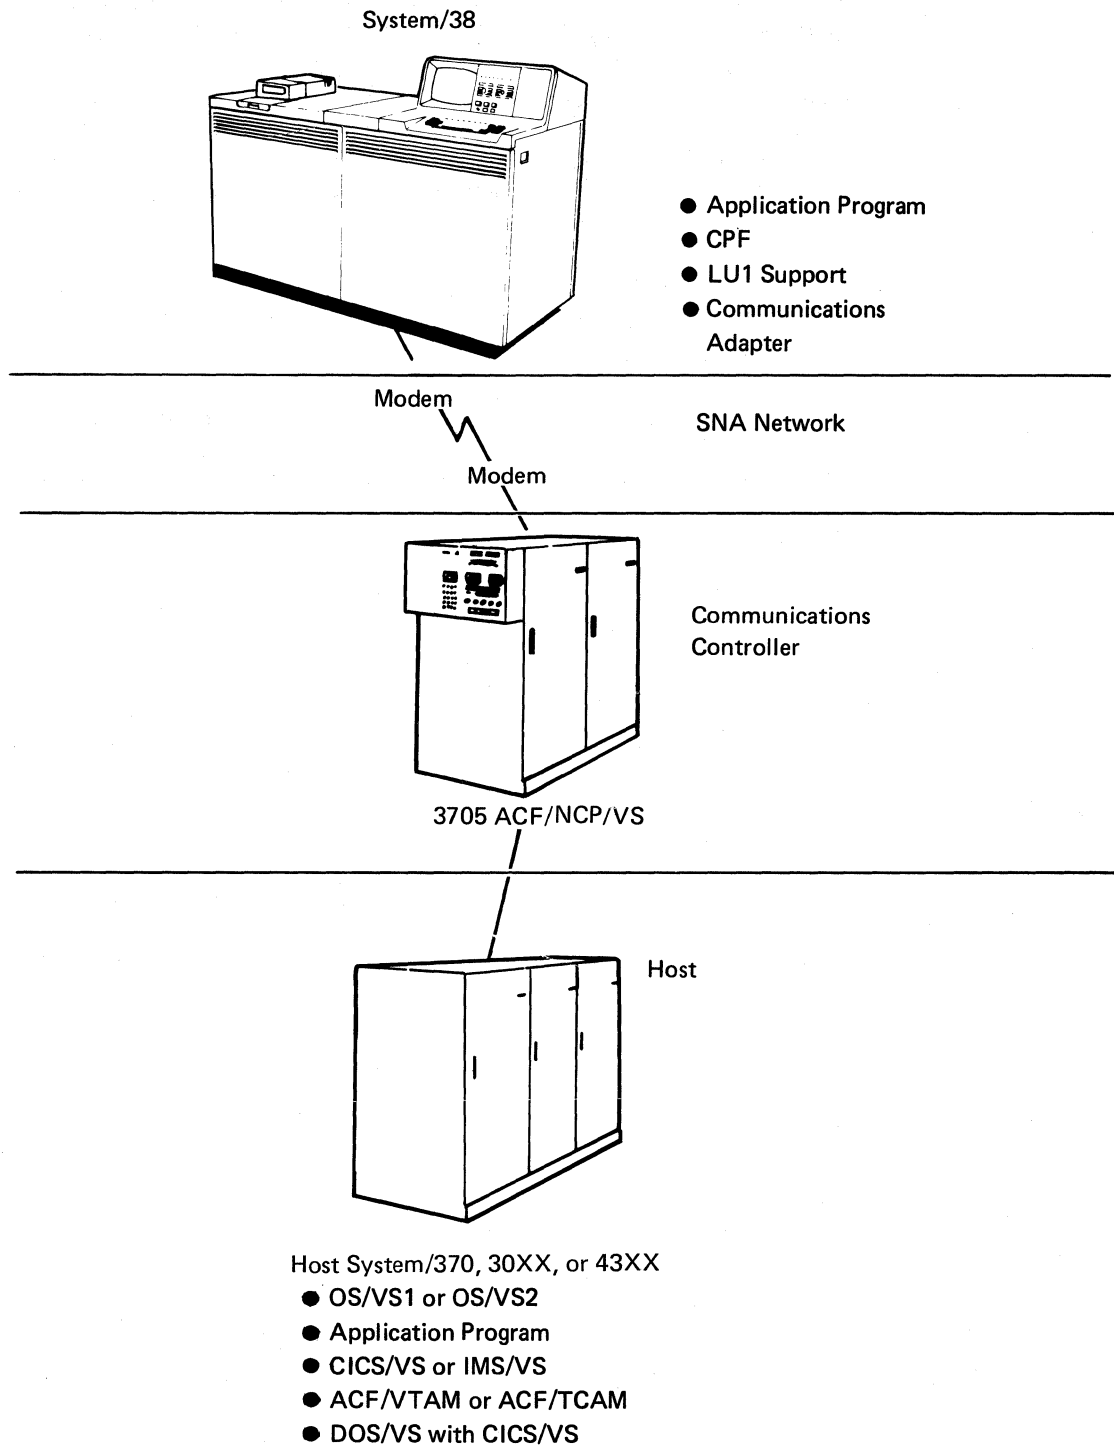 System/38
● Application Program
● CPF
● LU1 Support
● Communications
Adapter
Modem
SNA Network
Modem
Communications
Controller
3705 ACF/NCP/VS
Host
Host System/370, 30XX, or 43XX
● OS/VS1 or OS/VS2
● Application Program
● CICS/VS or IMS/VS
● ACF/VTAM or ACF/TCAM
● DOS/VS with CICS/VS